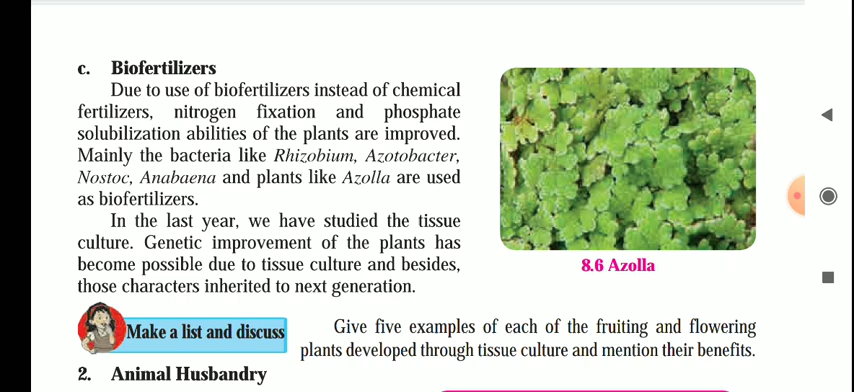 c. Biofertilizers
Due to use of biofertilizers instead of chemical
fertilizers, nitrogen fixation and phosphate
solubilization abilities of the plants are improved.
Mainly the bacteria like Rhizobium, Azotobacter,
Nostoc, Anabaena and plants like Azolla are used
as biofertilizers.
In the last year, we have studied the tissue
culture. Genetic improvement of the plants has
become possible due to tissue culture and besides,
those characters inherited to next generation.
8.6 Azolla
Make a list and discuss
Give five examples of each of the fruiting and flowering
plants developed through tissue culture and mention their benefits.
2. Animal Husbandry